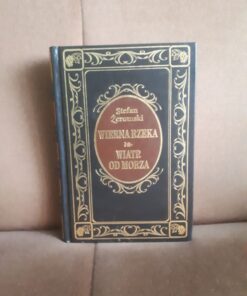 Stefan
Żeromski
WIERNA RZEKA
WIATR
OD MORZA